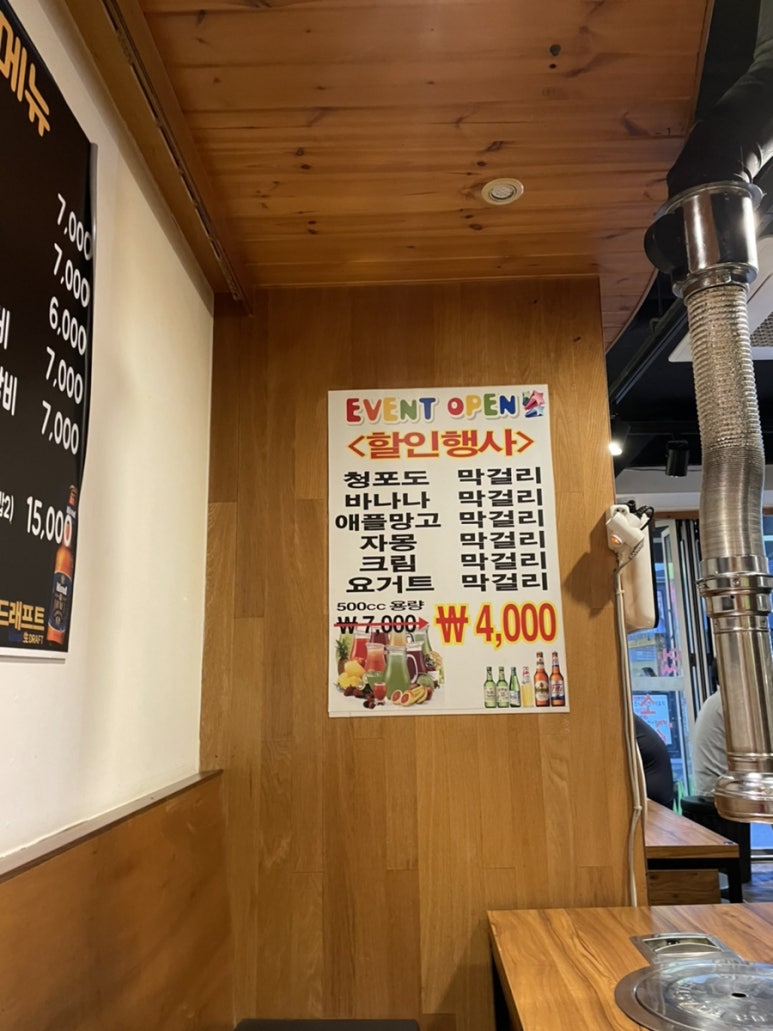 메뉴
7,000
7,000
6,000
7,000
7,000
15,000
드래프트
DRAFT
EVENT OPEN
<할인행사>
청포도 막걸리
바나나 막걸리
애플망고 막걸리
자몽 막걸리
크림 막걸리
요거트 막걸리
500cc 용량
₩ 7,000 ₩ 4,000